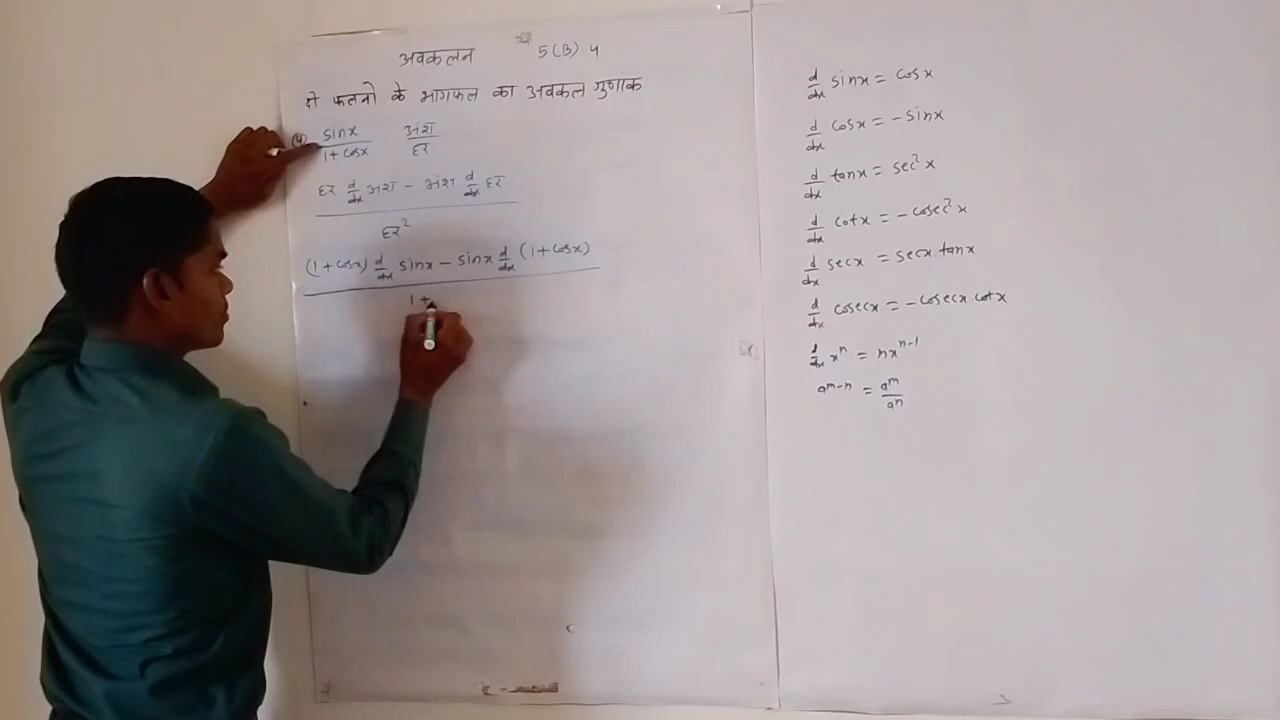 अवकलन 5(B) 4
दो फलनो के भागफल का अवकल गुणांक
(4) sinx / 1+cosx अंश / हर
हर d/dx अंश - अंश d/dx हर
हर²
(1+cosx) d/dx sinx - sinx d/dx (1+cosx)
1+
d/dx sinx = cosx
d/dx cosx = -sinx
d/dx tanx = sec²x
d/dx cotx = -cosec²x
d/dx secx = secx.tanx
d/dx cosecx = -cosecx.cotx
d/dx xⁿ = nxⁿ⁻¹
aᵐ⁻ⁿ = aᵐ/aⁿ